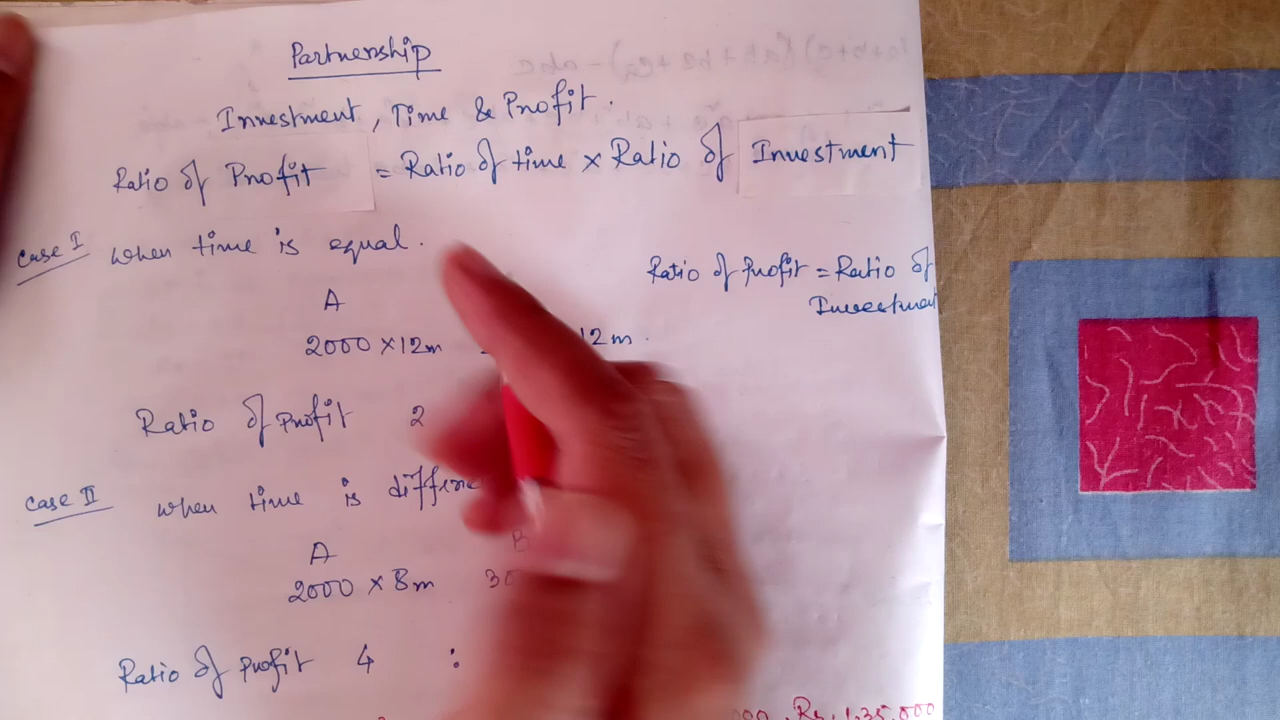 Partnership
Investment, Time & Profit.
Ratio of Profit = Ratio of time × Ratio of Investment
Case I when time is equal.
Ratio of Profit = Ratio of
Investment
A
2000 × 12m 12m.
Ratio of Profit 2
Case II when time is
A B
2000 × 8m
Ratio of Profit 4 :
Rs. 1,35,000